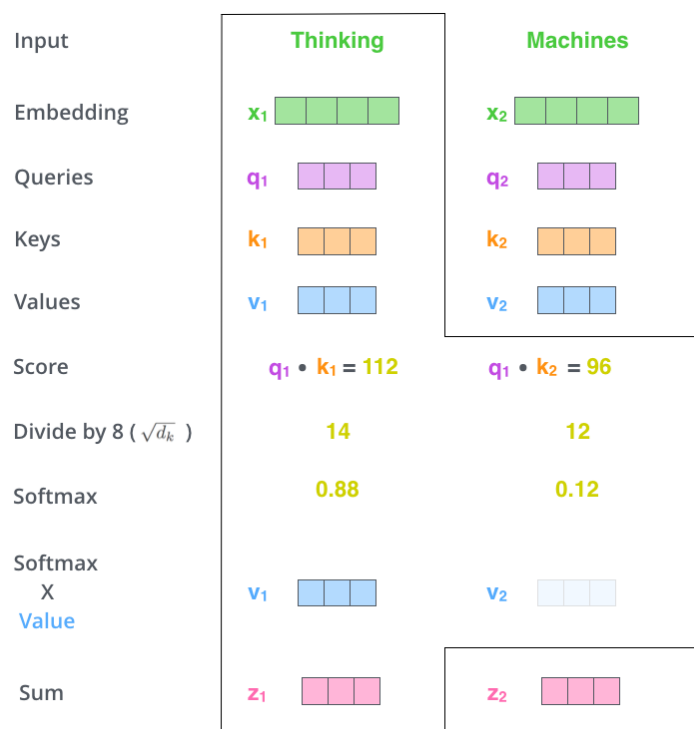 Input Thinking Machines
Embedding x₁ x₂
Queries q₁ q₂
Keys k₁ k₂
Values v₁ v₂
Score q₁ • k₁ = 112 q₁ • k₂ = 96
Divide by 8 ( √dₖ ) 14 12
Softmax 0.88 0.12
Softmax
X v₁ v₂
Value
Sum z₁ z₂